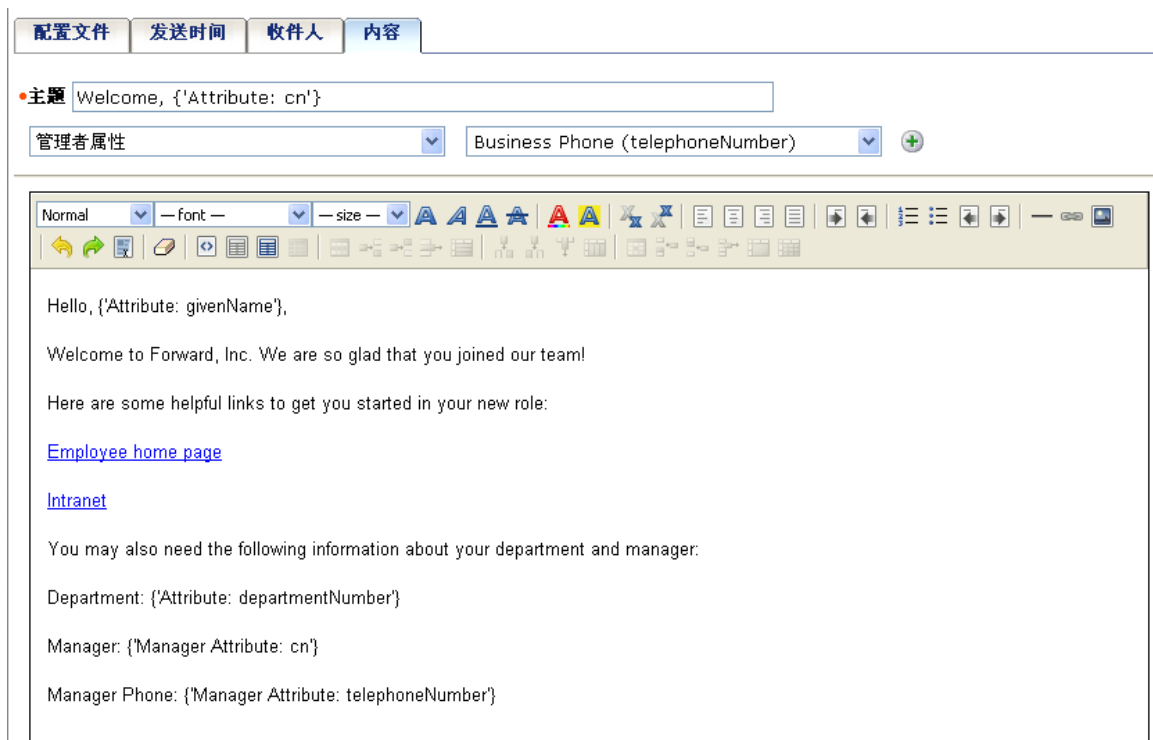 配置文件 发送时间 收件人 内容
•主题 Welcome, {'Attribute: cn'}
管理者属性 Business Phone (telephoneNumber)
Normal — font — — size —
Hello, {'Attribute: givenName'},
Welcome to Forward, Inc. We are so glad that you joined our team!
Here are some helpful links to get you started in your new role:
Employee home page
Intranet
You may also need the following information about your department and manager:
Department: {'Attribute: departmentNumber'}
Manager: {'Manager Attribute: cn'}
Manager Phone: {'Manager Attribute: telephoneNumber'}